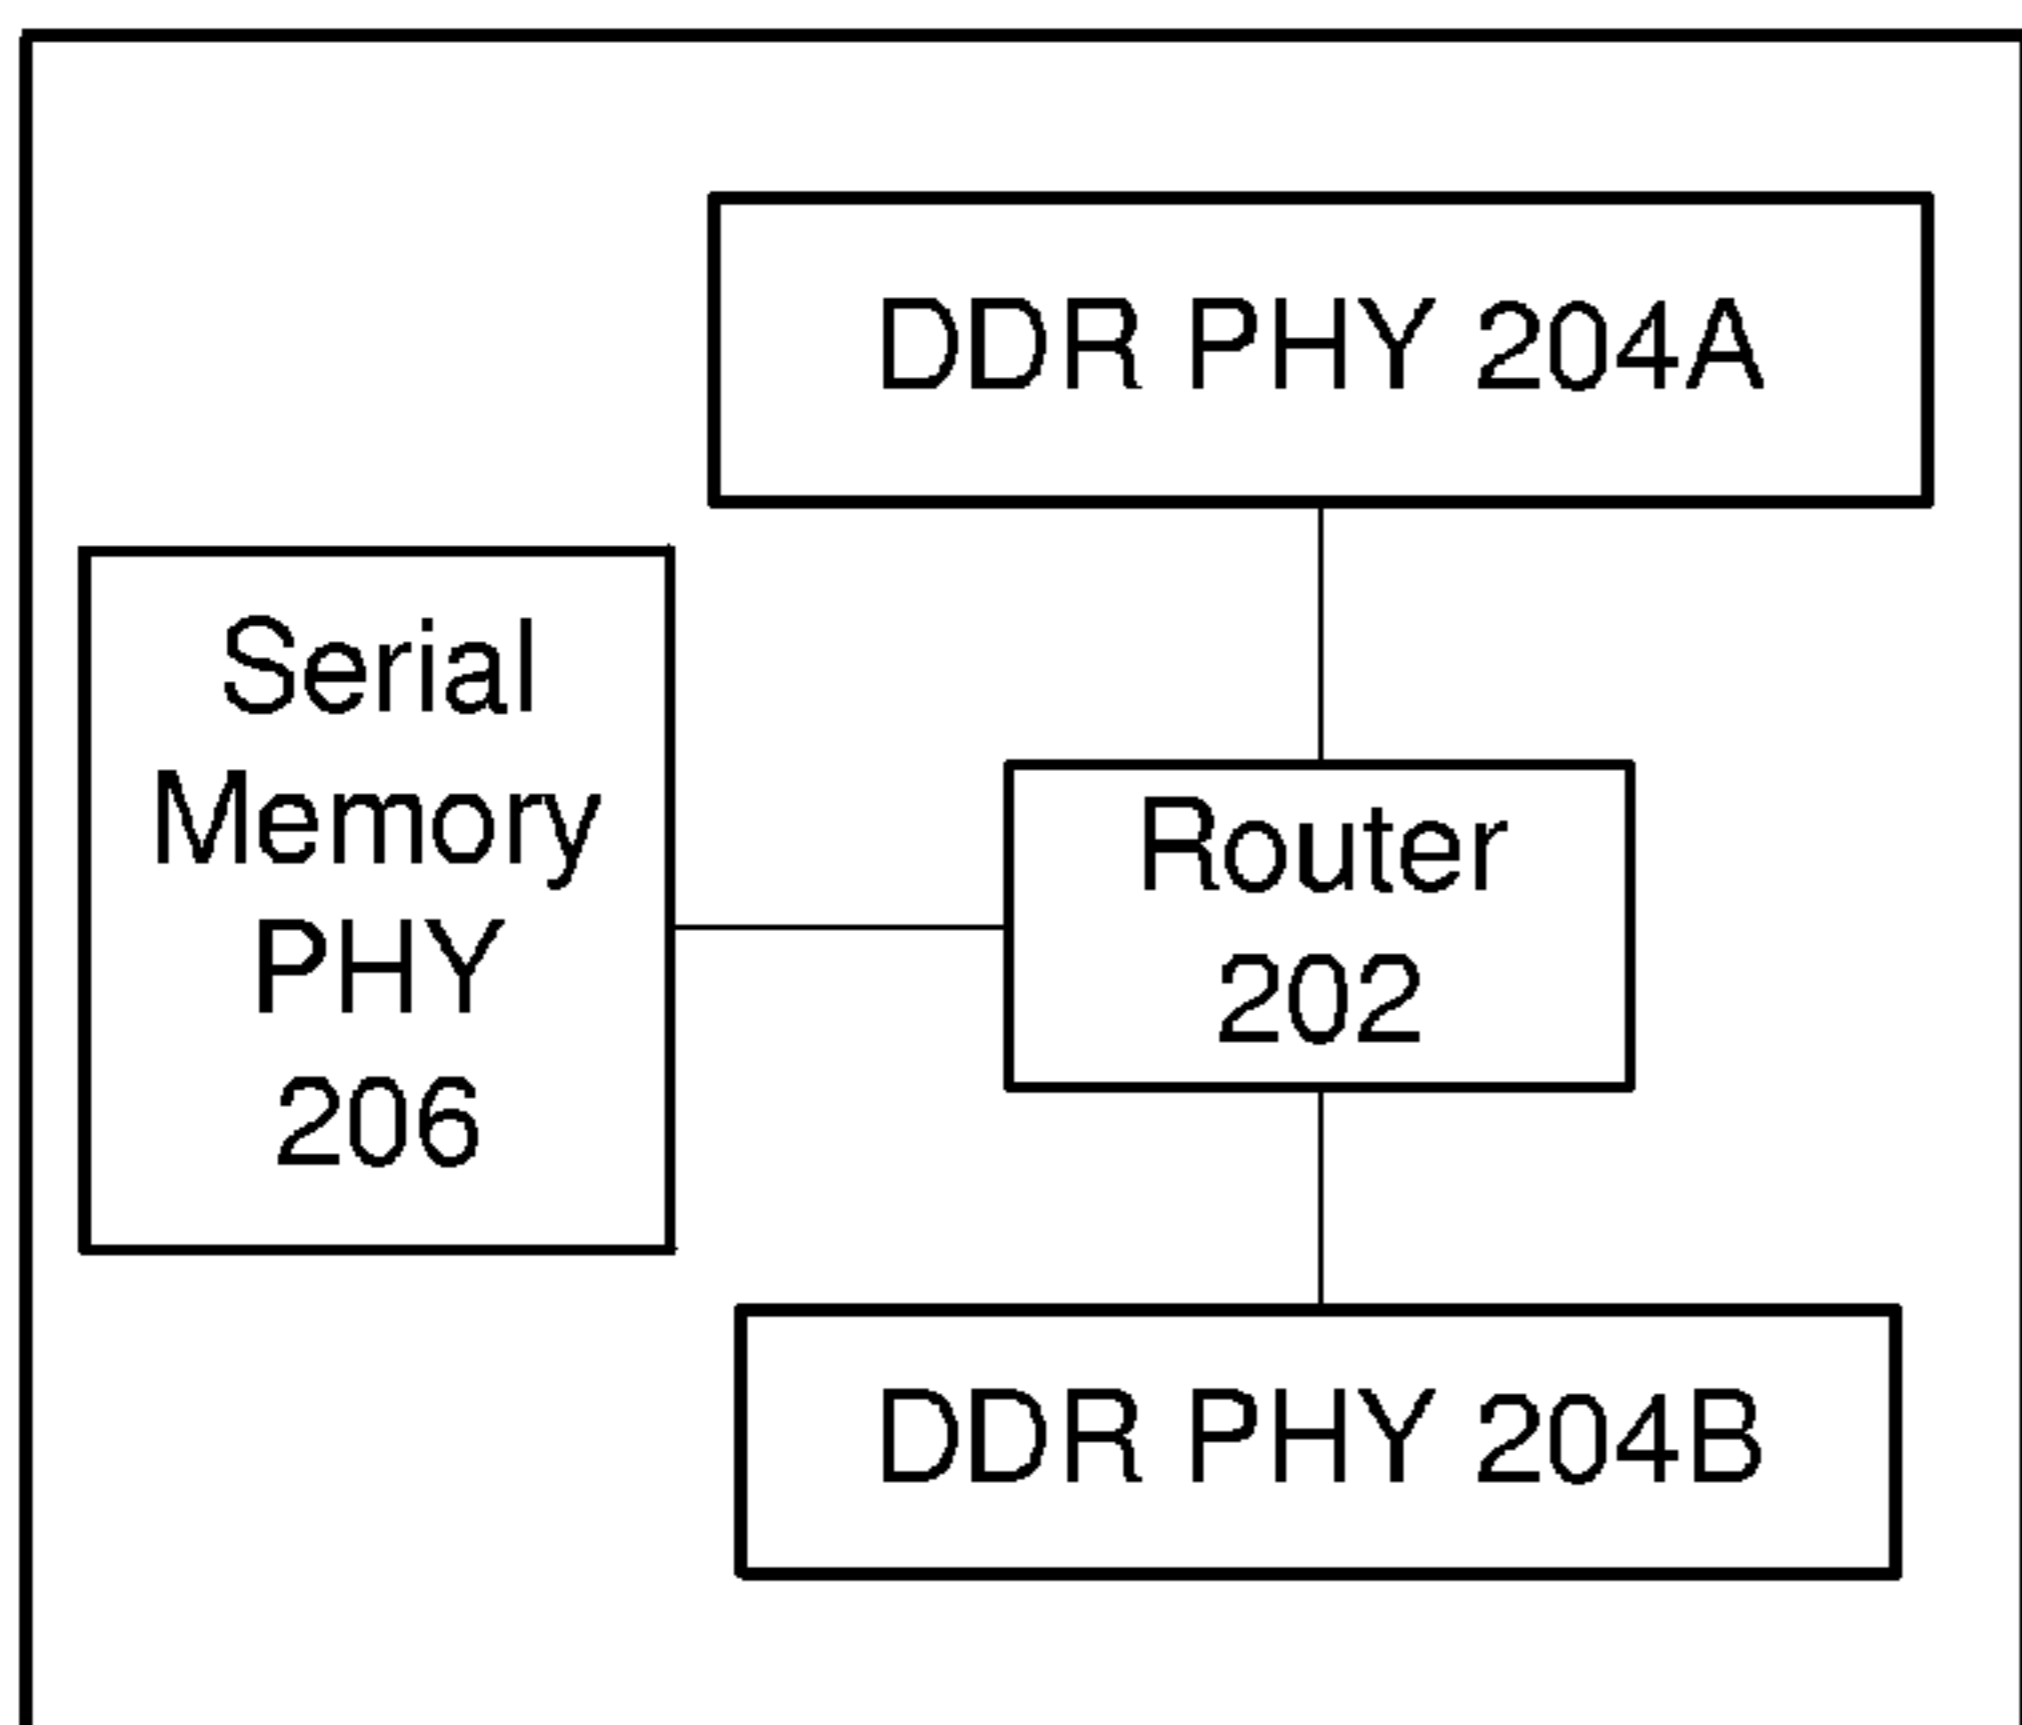 DDR PHY 204A
Serial
Memory
PHY
206
Router
202
DDR PHY 204B